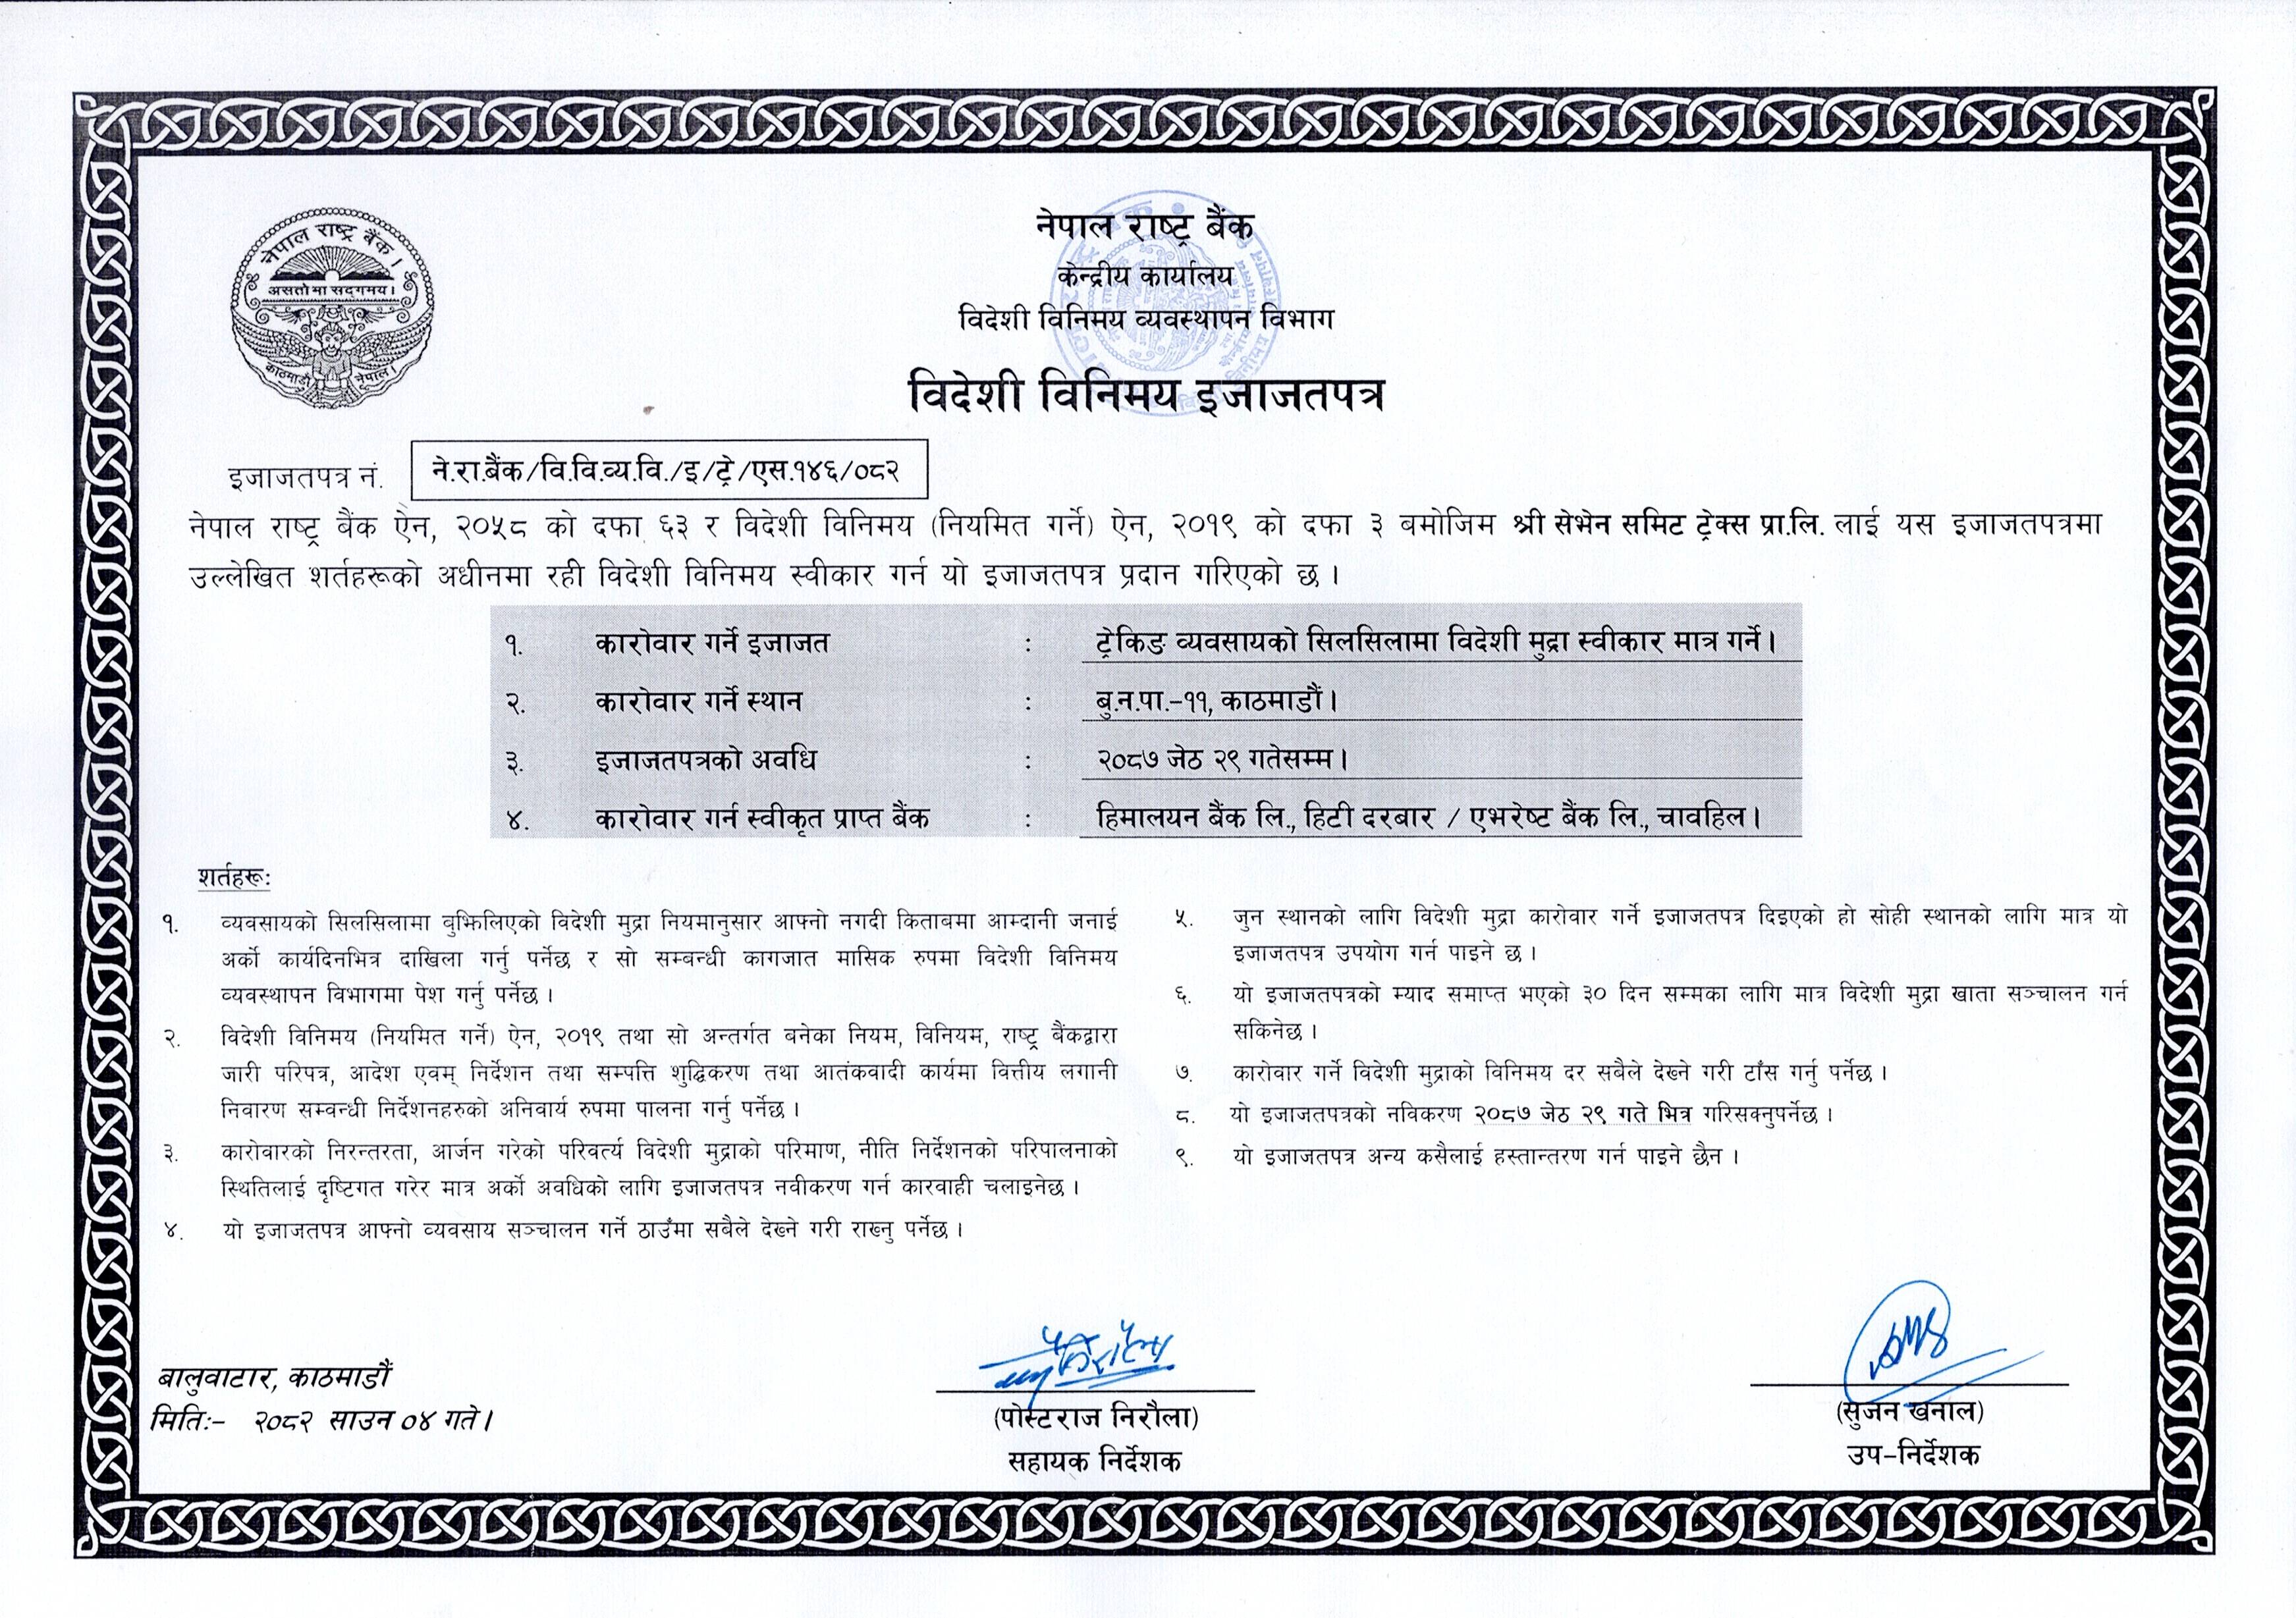 नेपाल राष्ट्र बैंक ।
असतोमा सद्गमय ।
काठमाडौं नेपाल ।
नेपाल राष्ट्र बैंक
केन्द्रीय कार्यालय
विदेशी विनिमय व्यवस्थापन विभाग
विदेशी विनिमय इजाजतपत्र
इजाजतपत्र नं. ने.रा.बैंक/वि.वि.व्य.वि./इ/ट्रे/एस.१४६/०८२
नेपाल राष्ट्र बैंक ऐन, २०५८ को दफा ६३ र विदेशी विनिमय (नियमित गर्ने) ऐन, २०१९ को दफा ३ बमोजिम श्री सेभेन समिट ट्रेक्स प्रा.लि. लाई यस इजाजतपत्रमा
उल्लेखित शर्तहरूको अधीनमा रही विदेशी विनिमय स्वीकार गर्न यो इजाजतपत्र प्रदान गरिएको छ ।
१. कारोवार गर्ने इजाजत : ट्रेकिङ व्यवसायको सिलसिलामा विदेशी मुद्रा स्वीकार मात्र गर्ने।
२. कारोवार गर्ने स्थान : बु.न.पा.-११, काठमाडौं।
३. इजाजतपत्रको अवधि : २०८७ जेठ २९ गतेसम्म।
४. कारोवार गर्न स्वीकृत प्राप्त बैंक : हिमालयन बैंक लि., हिटी दरबार / एभरेष्ट बैंक लि., चावहिल।
शर्तहरू:
१. व्यवसायको सिलसिलामा बुझिलिएको विदेशी मुद्रा नियमानुसार आफ्नो नगदी किताबमा आम्दानी जनाई
अर्को कार्यदिनभित्र दाखिला गर्नु पर्नेछ र सो सम्बन्धी कागजात मासिक रुपमा विदेशी विनिमय
व्यवस्थापन विभागमा पेश गर्नु पर्नेछ ।
२. विदेशी विनिमय (नियमित गर्ने) ऐन, २०१९ तथा सो अन्तर्गत बनेका नियम, विनियम, राष्ट्र बैंकद्वारा
जारी परिपत्र, आदेश एवम् निर्देशन तथा सम्पत्ति शुद्धिकरण तथा आतंकवादी कार्यमा वित्तीय लगानी
निवारण सम्वन्धी निर्देशनहरुको अनिवार्य रुपमा पालना गर्नु पर्नेछ ।
३. कारोवारको निरन्तरता, आर्जन गरेको परिवर्त्य विदेशी मुद्राको परिमाण, नीति निर्देशनको परिपालनाको
स्थितिलाई दृष्टिगत गरेर मात्र अर्को अवधिको लागि इजाजतपत्र नवीकरण गर्न कारवाही चलाइनेछ ।
४. यो इजाजतपत्र आफ्नो व्यवसाय सञ्चालन गर्ने ठाउँमा सबैले देख्ने गरी राख्नु पर्नेछ ।
५. जुन स्थानको लागि विदेशी मुद्रा कारोवार गर्ने इजाजतपत्र दिइएको हो सोही स्थानको लागि मात्र यो
इजाजतपत्र उपयोग गर्न पाइने छ ।
६. यो इजाजतपत्रको म्याद समाप्त भएको ३० दिन सम्मका लागि मात्र विदेशी मुद्रा खाता सञ्चालन गर्न
सकिनेछ ।
७. कारोवार गर्ने विदेशी मुद्राको विनिमय दर सबैले देख्ने गरी टाँस गर्नु पर्नेछ ।
८. यो इजाजतपत्रको नविकरण २०८७ जेठ २९ गते भित्र गरिसक्नुपर्नेछ ।
९. यो इजाजतपत्र अन्य कसैलाई हस्तान्तरण गर्न पाइने छैन ।
बालुवाटार, काठमाडौं
मिति:- २०८२ साउन ०४ गते।
(पोस्टराज निरौला)
सहायक निर्देशक
(सुजन खनाल)
उप-निर्देशक